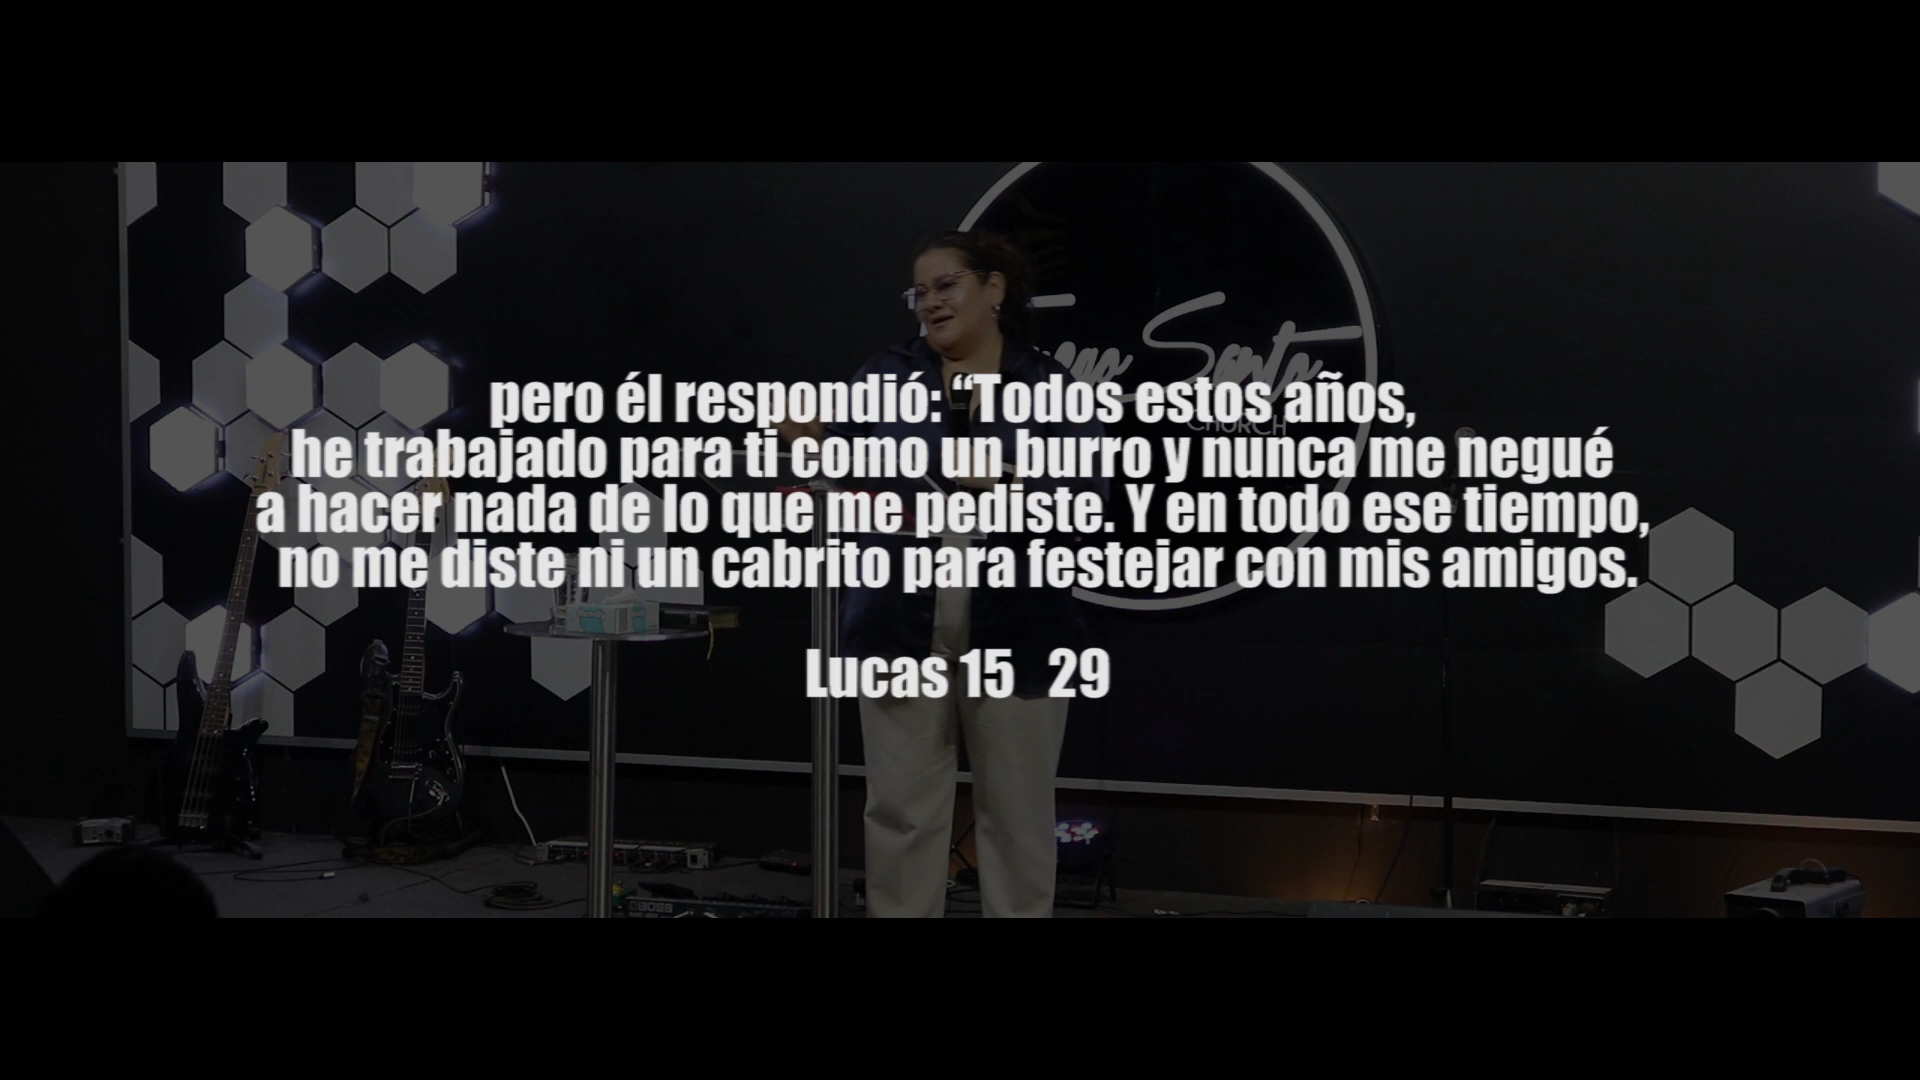 pero él respondió: “Todos estos años,
he trabajado para ti como un burro y nunca me negué
a hacer nada de lo que me pediste. Y en todo ese tiempo,
no me diste ni un cabrito para festejar con mis amigos.
Lucas 15 29
Santo
CHURCH